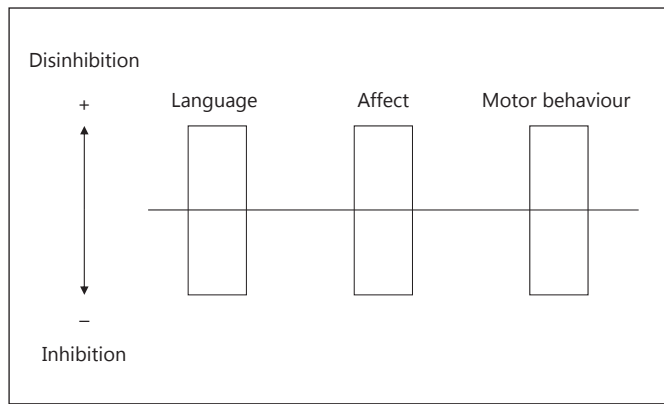 Disinhibition
+
Language Affect Motor behaviour
–
Inhibition